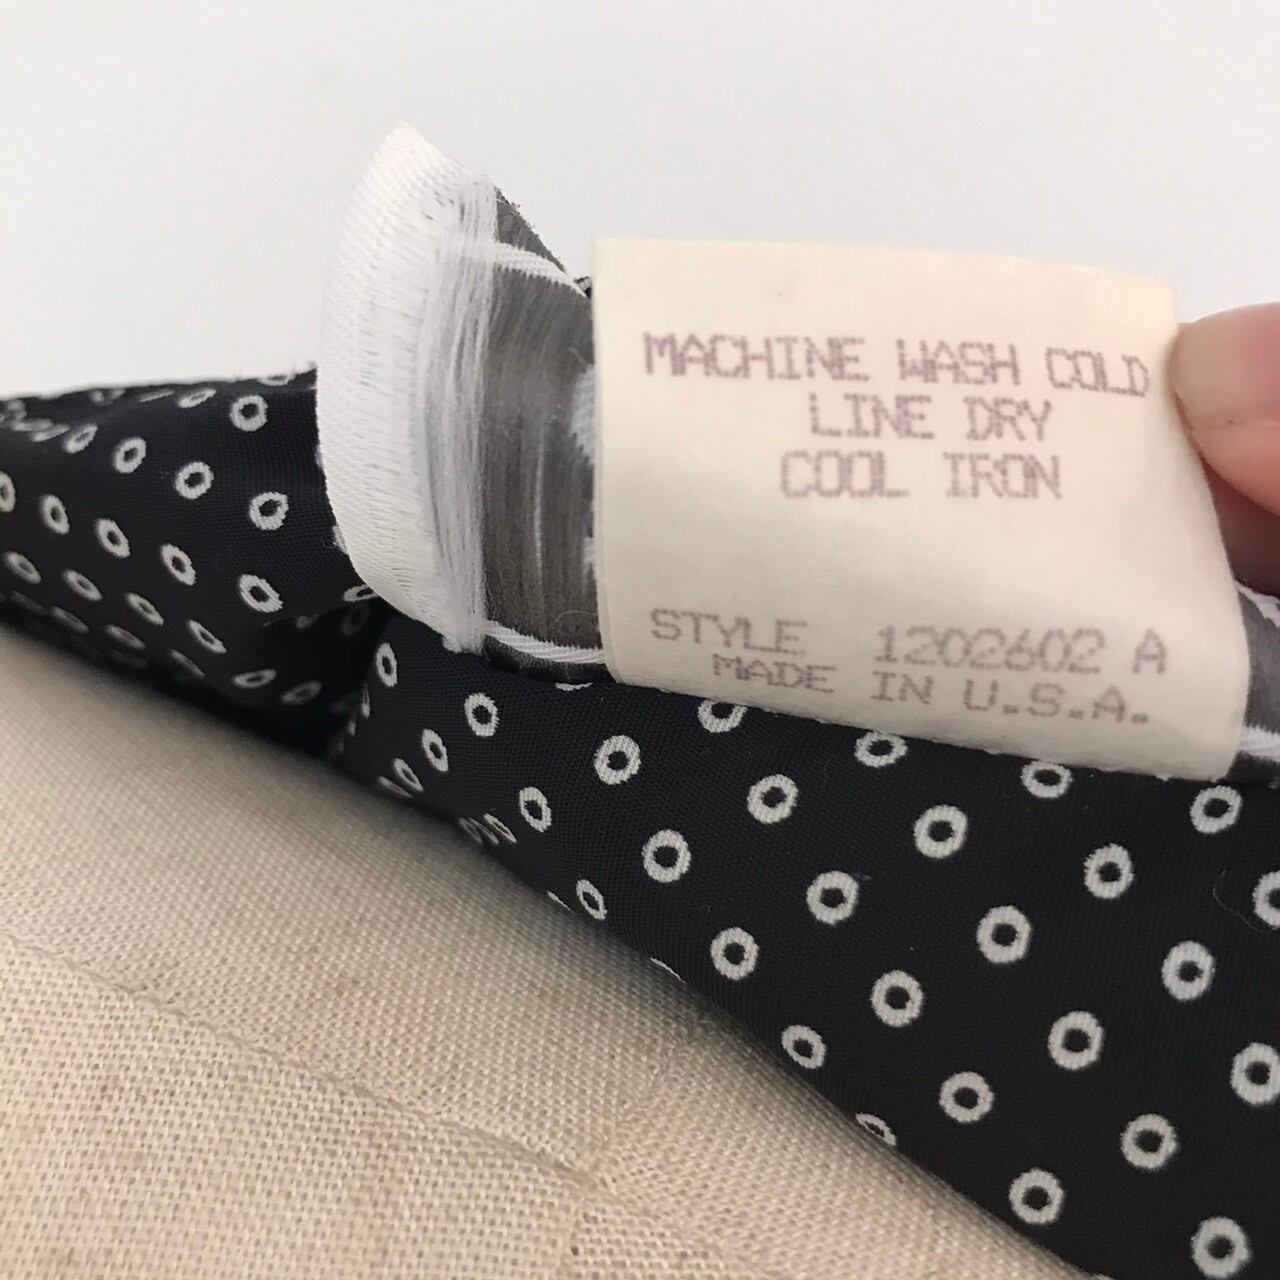 MACHINE WASH COLD
LINE DRY
COOL IRON
STYLE 1202602 A
MADE IN U.S.A.